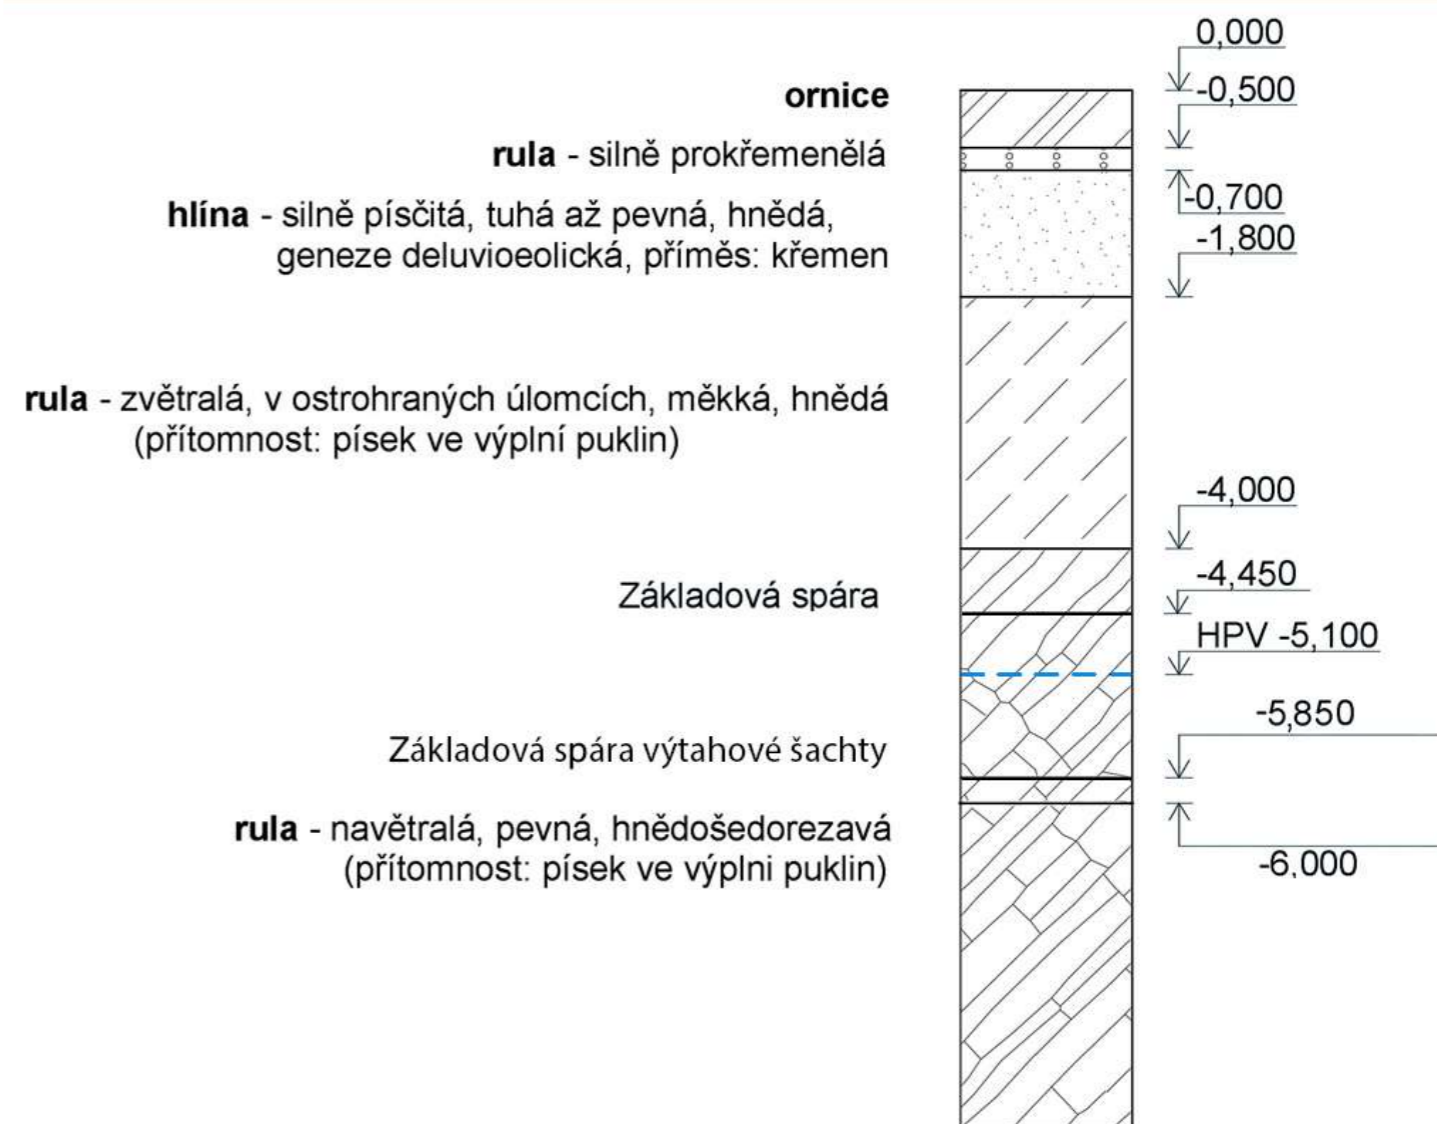 0,000
ornice
-0,500
rula - silně prokřemenělá
-0,700
hlína - silně písčitá, tuhá až pevná, hnědá,
geneze deluvioeolická, příměs: křemen
-1,800
rula - zvětralá, v ostrohraných úlomcích, měkká, hnědá
(přítomnost: písek ve výplní puklin)
-4,000
Základová spára
-4,450
HPV -5,100
-5,850
Základová spára výtahové šachty
rula - navětralá, pevná, hnědošedorezavá
(přítomnost: písek ve výplni puklin)
-6,000